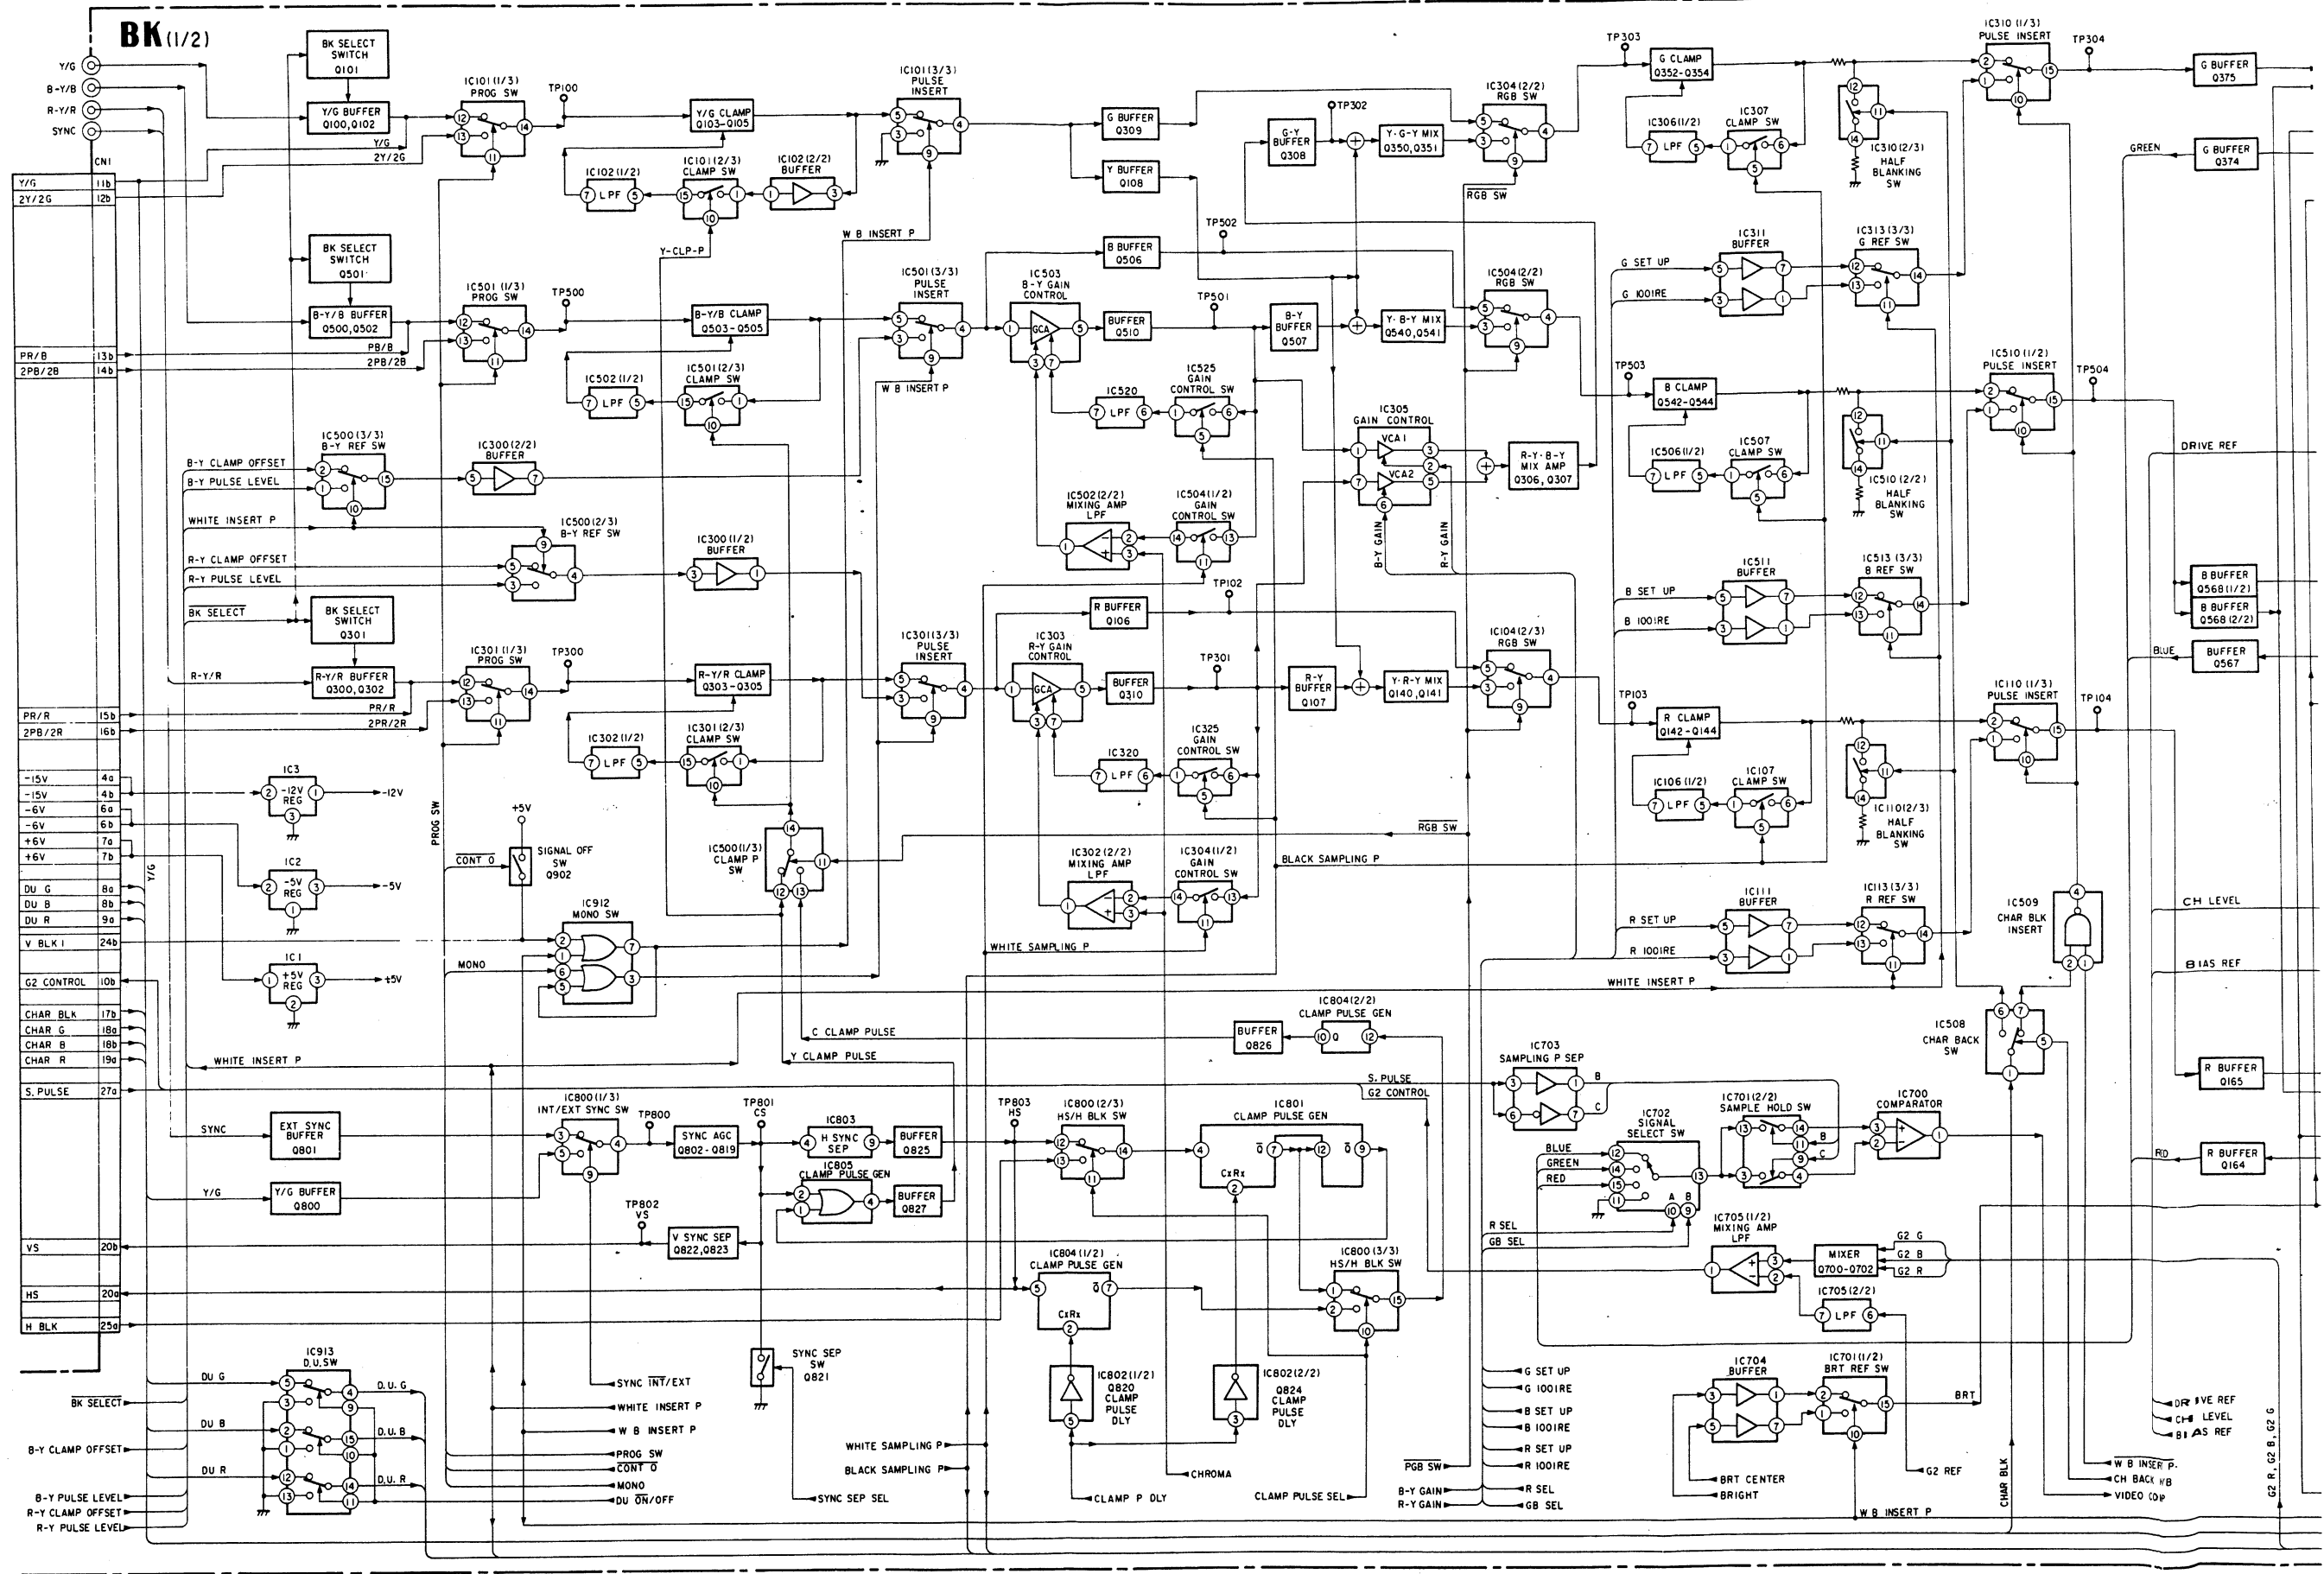 BK (1/2)
Y/G
B-Y/B
R-Y/R
SYNC
CN1
Y/G 11b
2Y/2G 12b
PR/B 13b
2PB/2B 14b
PR/R 15b
2PB/2R 16b
-15V 4a
-15V 4b
-6V 6a
-6V 6b
+6V 7a
+6V 7b
DU G 8a
DU B 8b
DU R 9a
V BLK1 24b
G2 CONTROL 10b
CHAR BLK 17b
CHAR G 18a
CHAR B 18b
CHAR R 19a
S.PULSE 27a
VS 20b
HS 20a
H BLK 25a
BK SELECT
SWITCH
Q101
Y/G BUFFER
Q100,Q102
Y/G
2Y/2G
IC101 (1/3)
PROG SW
TP100
Y/G CLAMP
Q103-Q105
IC102 (1/2)
LPF
IC101 (2/3)
CLAMP SW
IC102 (2/2)
BUFFER
IC101 (3/3)
PULSE
INSERT
Y-CLP-P
W B INSERT P
G BUFFER
Q309
Y BUFFER
Q108
G-Y
BUFFER
Q308
TP302
Y·G-Y MIX
Q350,Q351
IC304 (2/2)
RGB SW
RGB SW
TP303
G CLAMP
Q352-Q354
IC306 (1/2)
LPF
IC307
CLAMP SW
IC310 (2/3)
HALF
BLANKING
SW
IC310 (1/3)
PULSE INSERT
TP304
G BUFFER
Q375
GREEN
G BUFFER
Q374
BK SELECT
SWITCH
Q501
B-Y/B BUFFER
Q500,Q502
PB/B
2PB/2B
IC501 (1/3)
PROG SW
TP500
B-Y/B CLAMP
Q503-Q505
IC502 (1/2)
LPF
IC501 (2/3)
CLAMP SW
IC501 (3/3)
PULSE
INSERT
W B INSERT P
IC503
B-Y GAIN
CONTROL
GCA
B BUFFER
Q506
TP502
BUFFER
Q510
TP501
B-Y
BUFFER
Q507
Y·B-Y MIX
Q540,Q541
IC504 (2/2)
RGB SW
IC520
LPF
IC525
GAIN
CONTROL SW
IC305
GAIN CONTROL
VCA1
VCA2
R-Y·B-Y
MIX AMP
Q306,Q307
IC502 (2/2)
MIXING AMP
LPF
IC504 (1/2)
GAIN
CONTROL SW
B-Y GAIN
R-Y GAIN
G SET UP
G 100IRE
IC311
BUFFER
IC313 (3/3)
G REF SW
TP503
B CLAMP
Q542-Q544
IC506 (1/2)
LPF
IC507
CLAMP SW
IC510 (2/2)
HALF
BLANKING
SW
IC510 (1/2)
PULSE INSERT
TP504
DRIVE REF
B SET UP
B 100IRE
IC511
BUFFER
IC513 (3/3)
B REF SW
B BUFFER
Q568 (1/2)
B BUFFER
Q568 (2/2)
BLUE
BUFFER
Q567
B-Y CLAMP OFFSET
B-Y PULSE LEVEL
IC500 (3/3)
B-Y REF SW
IC300 (2/2)
BUFFER
WHITE INSERT P
R-Y CLAMP OFFSET
R-Y PULSE LEVEL
IC500 (2/3)
B-Y REF SW
IC300 (1/2)
BUFFER
BK SELECT
BK SELECT
SWITCH
Q301
R-Y/R
R-Y/R BUFFER
Q300,Q302
PR/R
2PR/2R
IC301 (1/3)
PROG SW
TP300
R-Y/R CLAMP
Q303-Q305
IC302 (1/2)
LPF
IC301 (2/3)
CLAMP SW
IC301 (3/3)
PULSE
INSERT
IC303
R-Y GAIN
CONTROL
GCA
R BUFFER
Q106
TP102
BUFFER
Q310
TP301
R-Y
BUFFER
Q107
Y·R-Y MIX
Q140,Q141
IC104 (2/3)
RGB SW
IC320
LPF
IC325
GAIN
CONTROL SW
IC302 (2/2)
MIXING AMP
LPF
IC304 (1/2)
GAIN
CONTROL SW
RGB SW
BLACK SAMPLING P
WHITE SAMPLING P
TP103
R CLAMP
Q142-Q144
IC106 (1/2)
LPF
IC107
CLAMP SW
IC110 (2/3)
HALF
BLANKING
SW
IC110 (1/3)
PULSE INSERT
TP104
R SET UP
R 100IRE
IC111
BUFFER
IC113 (3/3)
R REF SW
WHITE INSERT P
IC509
CHAR BLK
INSERT
CH LEVEL
BIAS REF
IC508
CHAR BACK
SW
R BUFFER
Q165
RD
R BUFFER
Q164
IC3
-12V
REG
-12V
IC2
-5V
REG
-5V
IC1
+5V
REG
+5V
Y/G
PROG SW
+5V
CONT 0
SIGNAL OFF
SW
Q902
IC912
MONO SW
MONO
IC500 (1/3)
CLAMP P
SW
C CLAMP PULSE
Y CLAMP PULSE
WHITE INSERT P
BUFFER
Q826
IC804 (2/2)
CLAMP PULSE GEN
Q
S.PULSE
G2 CONTROL
SYNC
EXT SYNC
BUFFER
Q801
Y/G
Y/G BUFFER
Q800
IC800 (1/3)
INT/EXT SYNC SW
TP800
SYNC AGC
Q802-Q819
TP801
CS
IC803
H SYNC
SEP
BUFFER
Q825
IC805
CLAMP PULSE GEN
BUFFER
Q827
TP802
VS
V SYNC SEP
Q822,Q823
TP803
HS
IC800 (2/3)
HS/H BLK SW
IC801
CLAMP PULSE GEN
Q̅
Q̅
CxRx
IC804 (1/2)
CLAMP PULSE GEN
Q̅
CxRx
IC800 (3/3)
HS/H BLK SW
SYNC SEP
SW
Q821
IC802 (1/2)
Q820
CLAMP
PULSE
DLY
IC802 (2/2)
Q824
CLAMP
PULSE
DLY
IC703
SAMPLING P SEP
B
C
IC702
SIGNAL
SELECT SW
BLUE
GREEN
RED
A B
R SEL
GB SEL
IC701 (2/2)
SAMPLE HOLD SW
B
C
IC700
COMPARATOR
IC705 (1/2)
MIXING AMP
LPF
MIXER
Q700-Q702
G2 G
G2 B
G2 R
IC705 (2/2)
LPF
IC704
BUFFER
IC701 (1/2)
BRT REF SW
BRT
G2 REF
BRT CENTER
BRIGHT
W B INSERT P
IC913
D.U.SW
DU G
DU B
DU R
D.U. G
D.U. B
D.U. R
BK SELECT
B-Y CLAMP OFFSET
B-Y PULSE LEVEL
R-Y CLAMP OFFSET
R-Y PULSE LEVEL
SYNC INT/EXT
WHITE INSERT P
W B INSERT P
PROG SW
CONT 0
MONO
DU ON/OFF
SYNC SEP SEL
WHITE SAMPLING P
BLACK SAMPLING P
CLAMP P DLY
CHROMA
CLAMP PULSE SEL
PGB SW
B-Y GAIN
R-Y GAIN
G SET UP
G 100IRE
B SET UP
B 100IRE
R SET UP
R 100IRE
R SEL
GB SEL
CHAR BLK
DRIVE REF
CH LEVEL
BIAS REF
W B INSER P.
CH BACK
VIDEO
G2 R, G2 B, G2 G